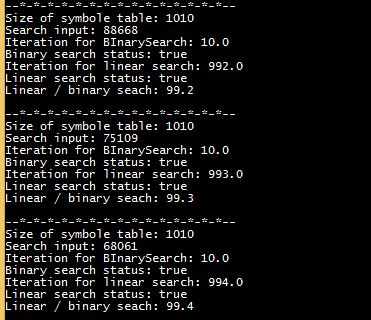 --*-*-*-*-*-*-*-*-*-*-*-*-*-*-*--
Size of symbole table: 1010
Search input: 88668
Iteration for BInarySearch: 10.0
Binary search status: true
Iteration for linear search: 992.0
Linear search status: true
Linear / binary seach: 99.2
--*-*-*-*-*-*-*-*-*-*-*-*-*-*-*--
Size of symbole table: 1010
Search input: 75109
Iteration for BInarySearch: 10.0
Binary search status: true
Iteration for linear search: 993.0
Linear search status: true
Linear / binary seach: 99.3
--*-*-*-*-*-*-*-*-*-*-*-*-*-*-*--
Size of symbole table: 1010
Search input: 68061
Iteration for BInarySearch: 10.0
Binary search status: true
Iteration for linear search: 994.0
Linear search status: true
Linear / binary seach: 99.4